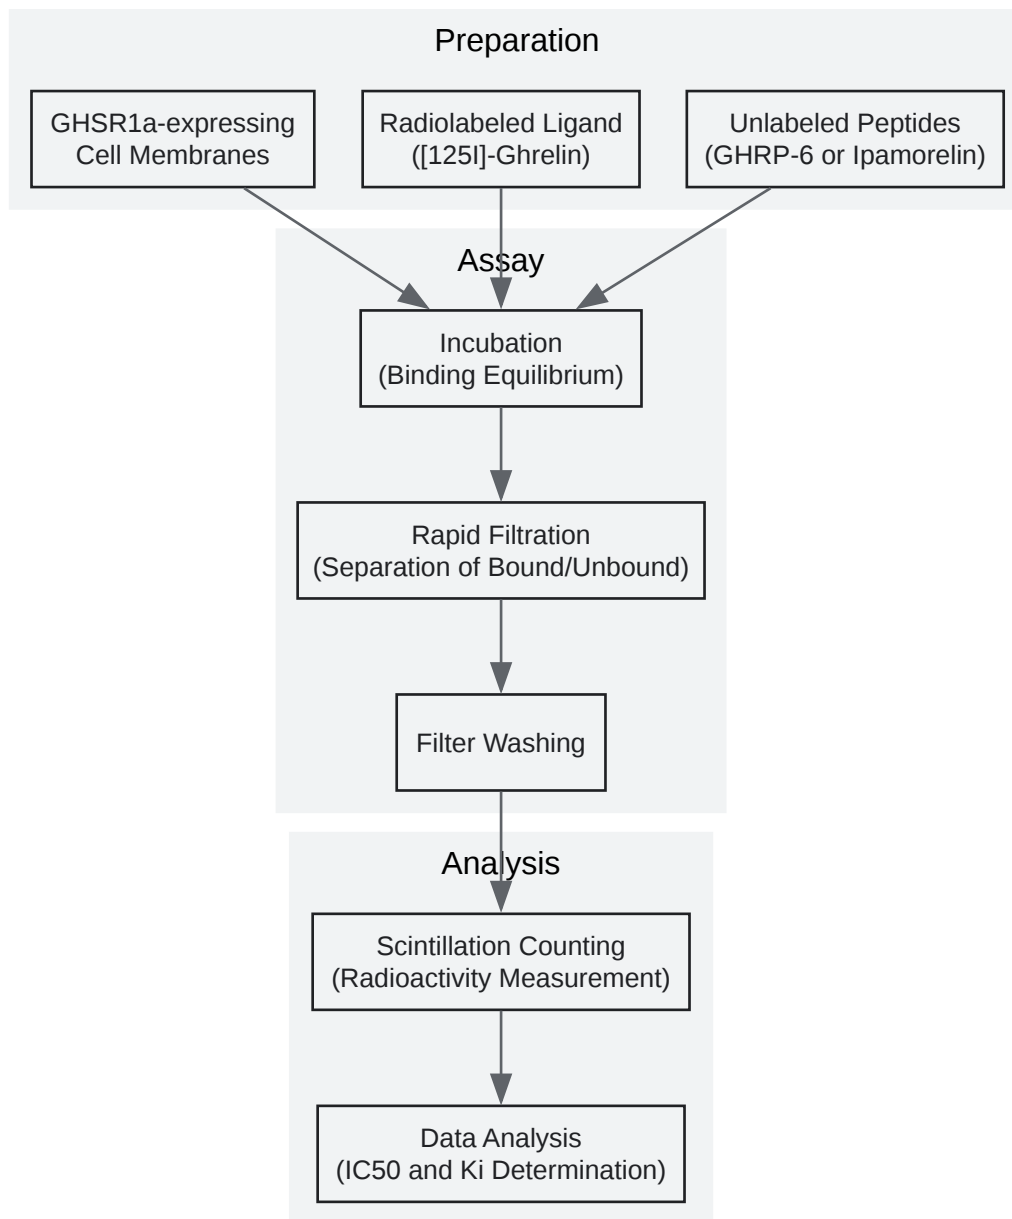 Preparation
GHSR1a-expressing
Cell Membranes
Radiolabeled Ligand
([125I]-Ghrelin)
Unlabeled Peptides
(GHRP-6 or Ipamorelin)
Assay
Incubation
(Binding Equilibrium)
Rapid Filtration
(Separation of Bound/Unbound)
Filter Washing
Analysis
Scintillation Counting
(Radioactivity Measurement)
Data Analysis
(IC50 and Ki Determination)